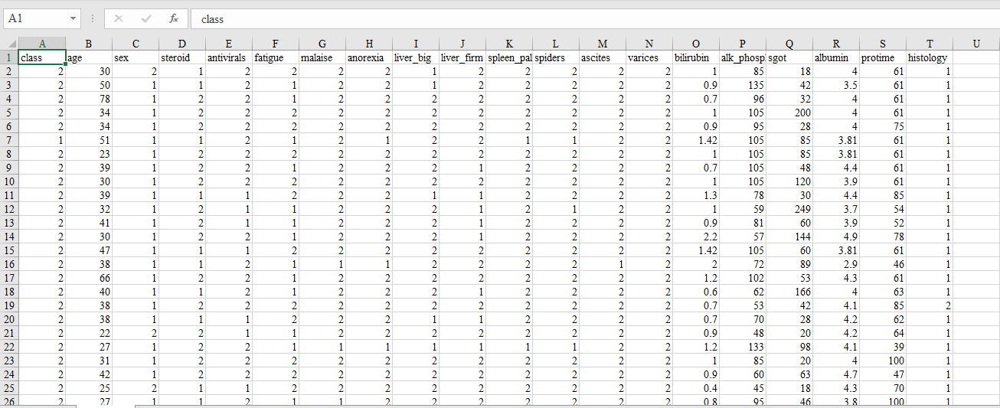 A1 fx class
A B C D E F G H I J K L M N O P Q R S T U
1 class age sex steroid antivirals fatigue malaise anorexia liver_big liver_firm spleen_pal spiders ascites varices bilirubin alk_phosp sgot albumin protime histology
2 2 30 2 1 2 2 2 2 1 2 2 2 2 2 1 85 18 4 61 1
3 2 50 1 1 2 1 2 2 1 2 2 2 2 2 0.9 135 42 3.5 61 1
4 2 78 1 2 2 1 2 2 2 2 2 2 2 2 0.7 96 32 4 61 1
5 2 34 1 2 2 2 2 2 2 2 2 2 2 2 1 105 200 4 61 1
6 2 34 1 2 2 2 2 2 2 2 2 2 2 2 0.9 95 28 4 75 1
7 1 51 1 1 2 1 2 1 2 2 1 1 2 2 1.42 105 85 3.81 61 1
8 2 23 1 2 2 2 2 2 2 2 2 2 2 2 1 105 85 3.81 61 1
9 2 39 1 2 2 1 2 2 2 1 2 2 2 2 0.7 105 48 4.4 61 1
10 2 30 1 2 2 2 2 2 2 2 2 2 2 2 1 105 120 3.9 61 1
11 2 39 1 1 1 2 2 2 1 1 2 2 2 2 1.3 78 30 4.4 85 1
12 2 32 1 2 1 1 2 2 2 1 2 1 2 2 1 59 249 3.7 54 1
13 2 41 1 2 1 1 2 2 2 1 2 2 2 2 0.9 81 60 3.9 52 1
14 2 30 1 2 2 1 2 2 2 1 2 2 2 2 2.2 57 144 4.9 78 1
15 2 47 1 1 1 2 2 2 2 2 2 2 2 2 1.42 105 60 3.81 61 1
16 2 38 1 1 2 1 1 1 2 2 2 2 1 2 2 72 89 2.9 46 1
17 2 66 1 2 2 1 2 2 2 2 2 2 2 2 1.2 102 53 4.3 61 1
18 2 40 1 1 2 1 2 2 2 1 2 2 2 2 0.6 62 166 4 63 1
19 2 38 1 2 2 2 2 2 2 2 2 2 2 2 0.7 53 42 4.1 85 2
20 2 38 1 1 1 2 2 2 1 1 2 2 2 2 0.7 70 28 4.2 62 1
21 2 22 2 2 1 1 2 2 2 2 2 2 2 2 0.9 48 20 4.2 64 1
22 2 27 1 2 2 1 1 1 1 1 1 1 2 2 1.2 133 98 4.1 39 1
23 2 31 1 2 2 2 2 2 2 2 2 2 2 2 1 85 20 4 100 1
24 2 42 1 2 2 2 2 2 2 2 2 2 2 2 0.9 60 63 4.7 47 1
25 2 25 2 1 1 2 2 2 2 2 2 2 2 2 0.4 45 18 4.3 70 1
26 2 27 1 1 2 1 1 2 2 2 2 2 2 2 0.8 95 46 3.8 100 1